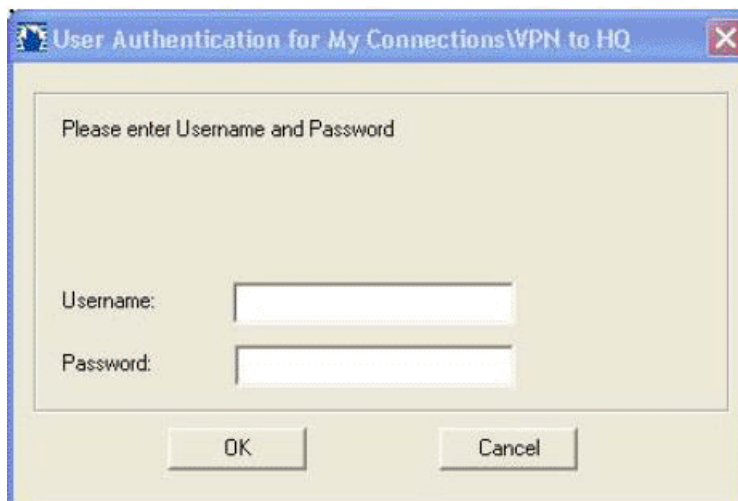 User Authentication for My Connections\VPN to HQ
Please enter Username and Password
Username:
Password:
OK
Cancel